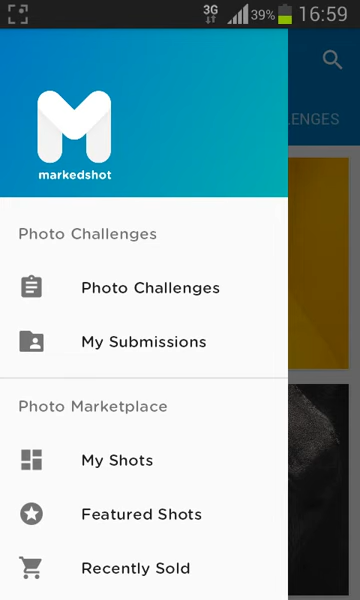 3G 39% 16:59
LENGES
markedshot
Photo Challenges
Photo Challenges
My Submissions
Photo Marketplace
My Shots
Featured Shots
Recently Sold